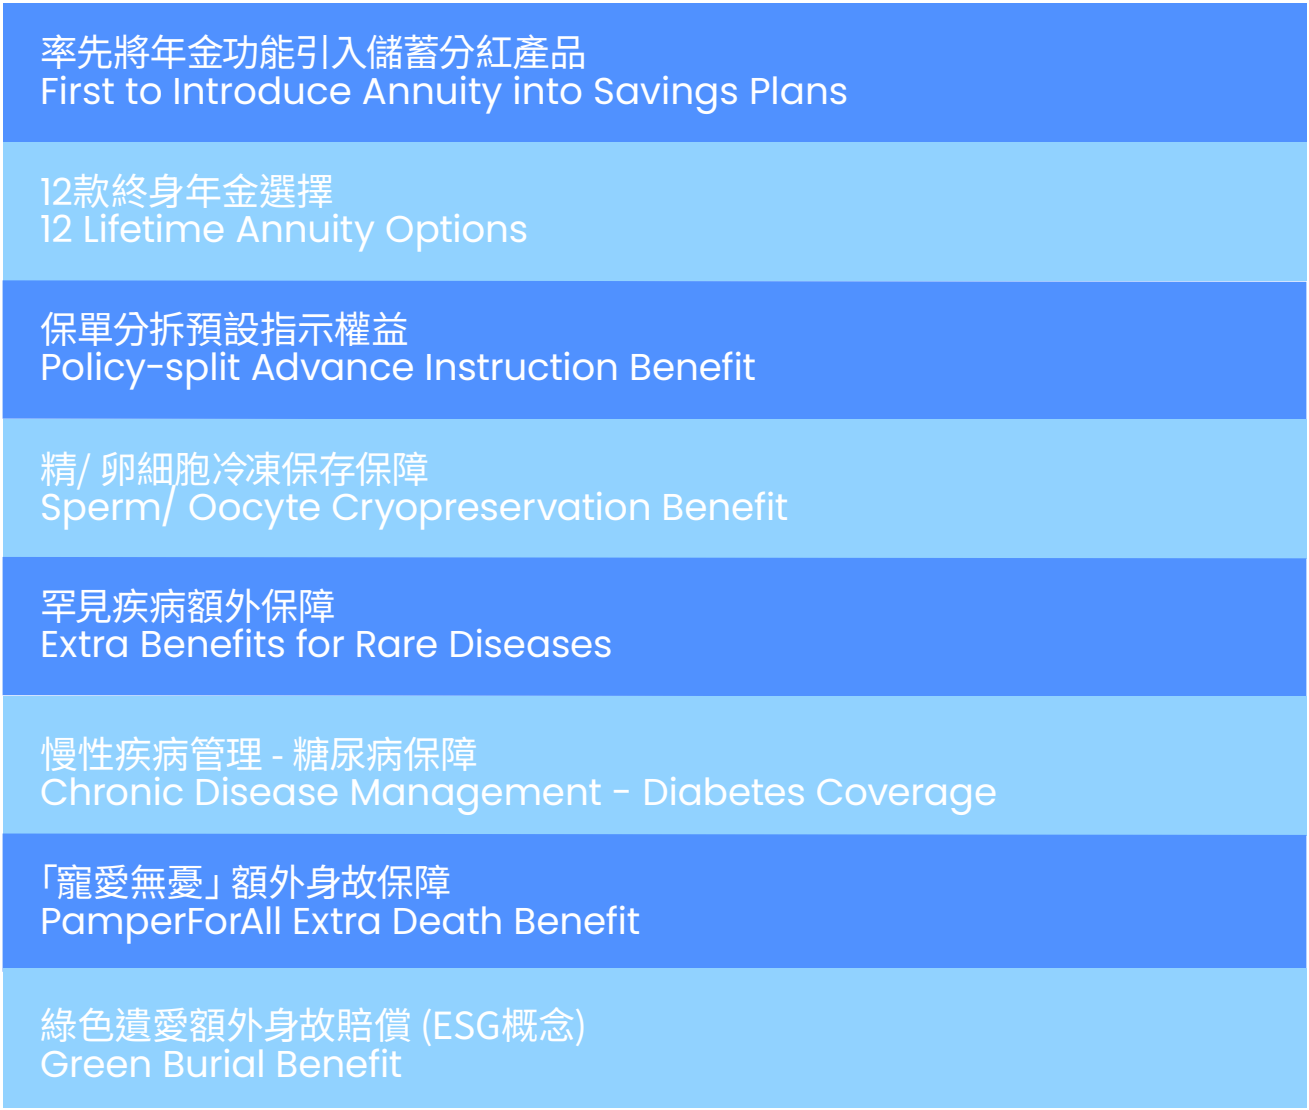 率先將年金功能引入儲蓄分紅產品
First to Introduce Annuity into Savings Plans
12款終身年金選擇
12 Lifetime Annuity Options
保單分拆預設指示權益
Policy-split Advance Instruction Benefit
精/ 卵細胞冷凍保存保障
Sperm/ Oocyte Cryopreservation Benefit
罕見疾病額外保障
Extra Benefits for Rare Diseases
慢性疾病管理 - 糖尿病保障
Chronic Disease Management - Diabetes Coverage
「寵愛無憂」額外身故保障
PamperForAll Extra Death Benefit
綠色遺愛額外身故賠償 (ESG概念)
Green Burial Benefit